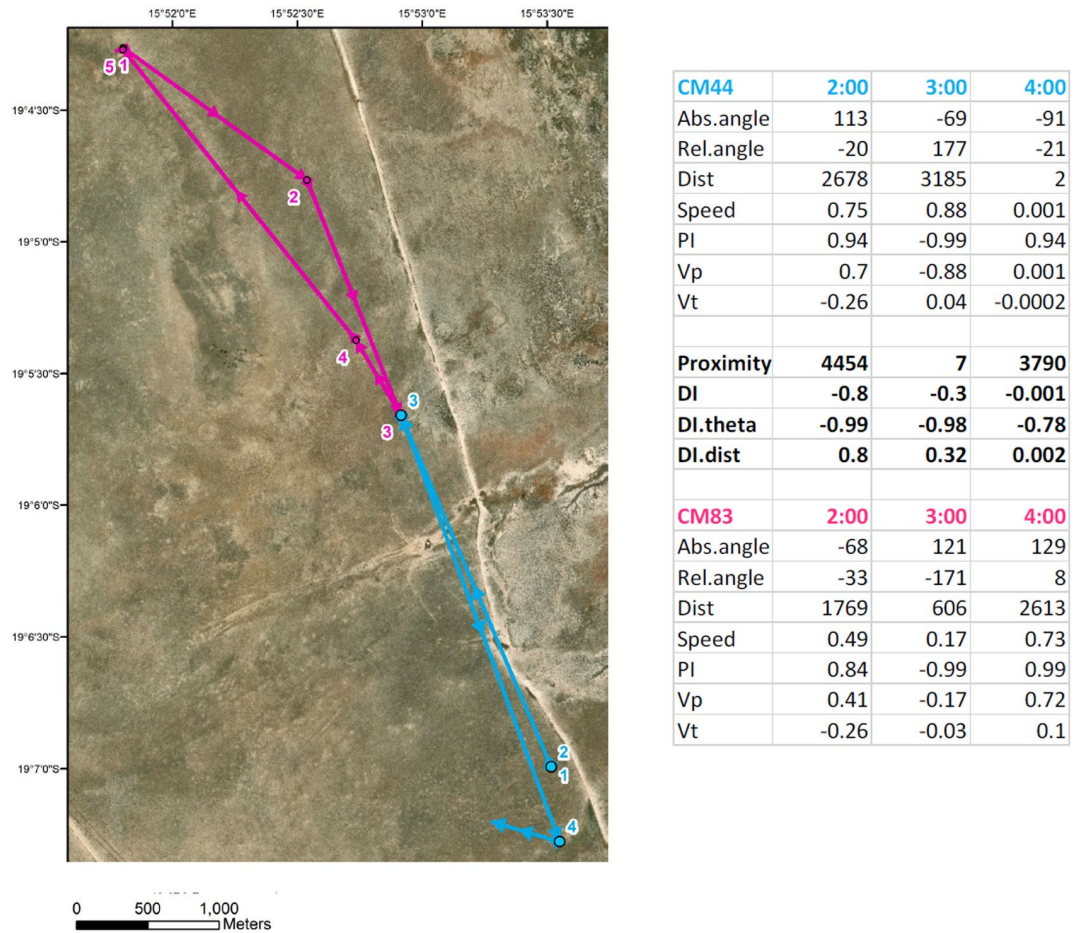 15°52'0"E 15°52'30"E 15°53'0"E 15°53'30"E
5 1
19°4'30"S
2
19°5'0"S
4
19°5'30"S
3
3
19°6'0"S
19°6'30"S
2
19°7'0"S
1
4
0 500 1,000
Meters
CM44 2:00 3:00 4:00
Abs.angle 113 -69 -91
Rel.angle -20 177 -21
Dist 2678 3185 2
Speed 0.75 0.88 0.001
PI 0.94 -0.99 0.94
Vp 0.7 -0.88 0.001
Vt -0.26 0.04 -0.0002
Proximity 4454 7 3790
DI -0.8 -0.3 -0.001
DI.theta -0.99 -0.98 -0.78
DI.dist 0.8 0.32 0.002
CM83 2:00 3:00 4:00
Abs.angle -68 121 129
Rel.angle -33 -171 8
Dist 1769 606 2613
Speed 0.49 0.17 0.73
PI 0.84 -0.99 0.99
Vp 0.41 -0.17 0.72
Vt -0.26 -0.03 0.1